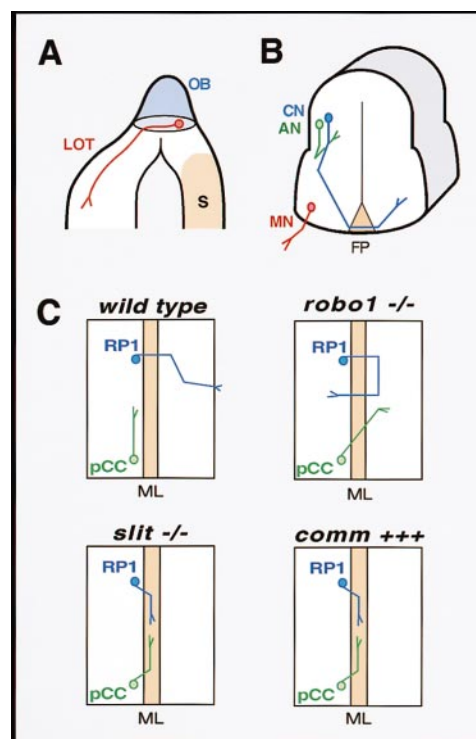 A
OB
LOT
S
B
CN
AN
MN
FP
C
wild type
RP1
pCC
ML
robo1 -/-
RP1
pCC
ML
slit -/-
RP1
pCC
ML
comm +++
RP1
pCC
ML